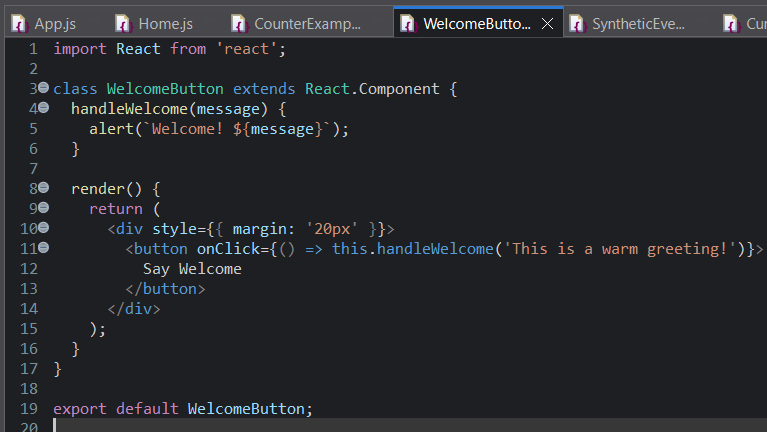 App.js Home.js CounterExamp... WelcomeButto... SyntheticEve... Cu
1 import React from 'react';
2
3 class WelcomeButton extends React.Component {
4 handleWelcome(message) {
5 alert(`Welcome! ${message}`);
6 }
7
8 render() {
9 return (
10 <div style={{ margin: '20px' }}>
11 <button onClick={() => this.handleWelcome('This is a warm greeting!')}>
12 Say Welcome
13 </button>
14 </div>
15 );
16 }
17 }
18
19 export default WelcomeButton;
20